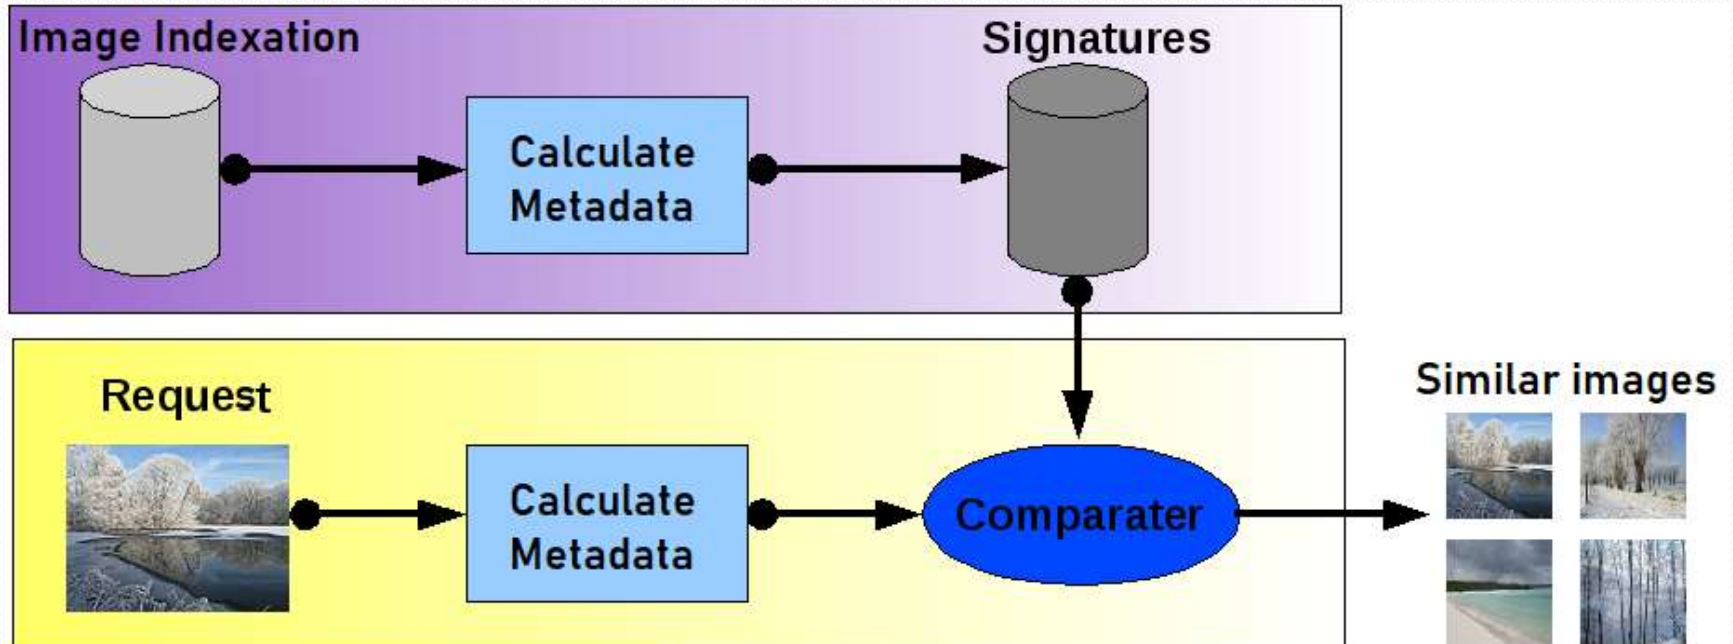 Image Indexation
Signatures
Calculate
Metadata
Request
Similar images
Calculate
Metadata
Comparater